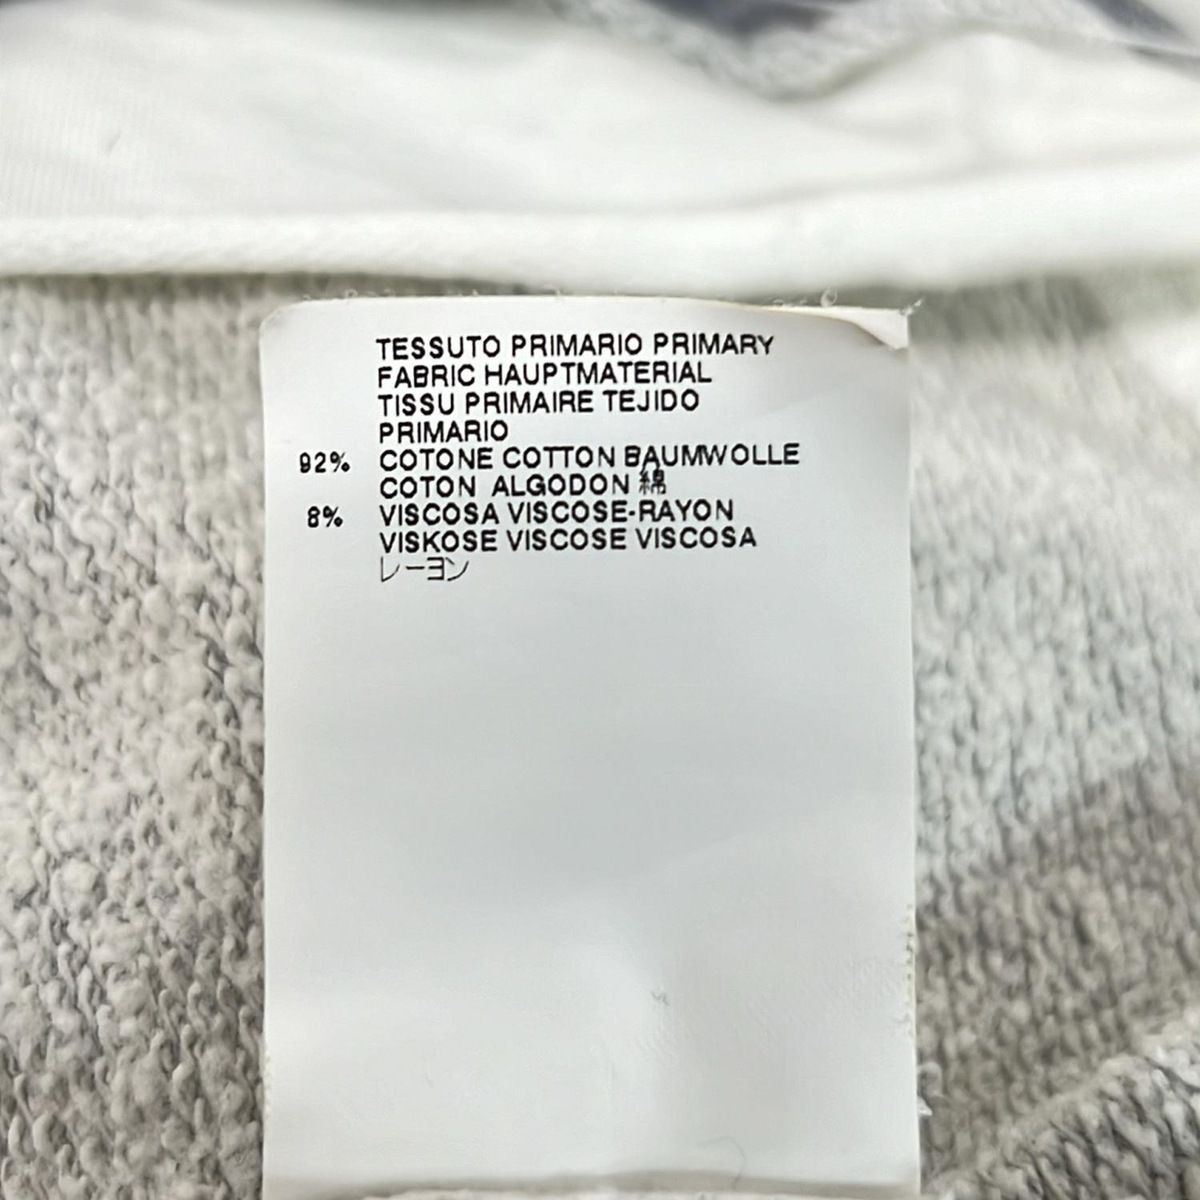 TESSUTO PRIMARIO PRIMARY
FABRIC HAUPTMATERIAL
TISSU PRIMAIRE TEJIDO
PRIMARIO
92% COTONE COTTON BAUMWOLLE
COTON ALGODON 綿
8% VISCOSA VISCOSE-RAYON
VISKOSE VISCOSE VISCOSA
レーヨン